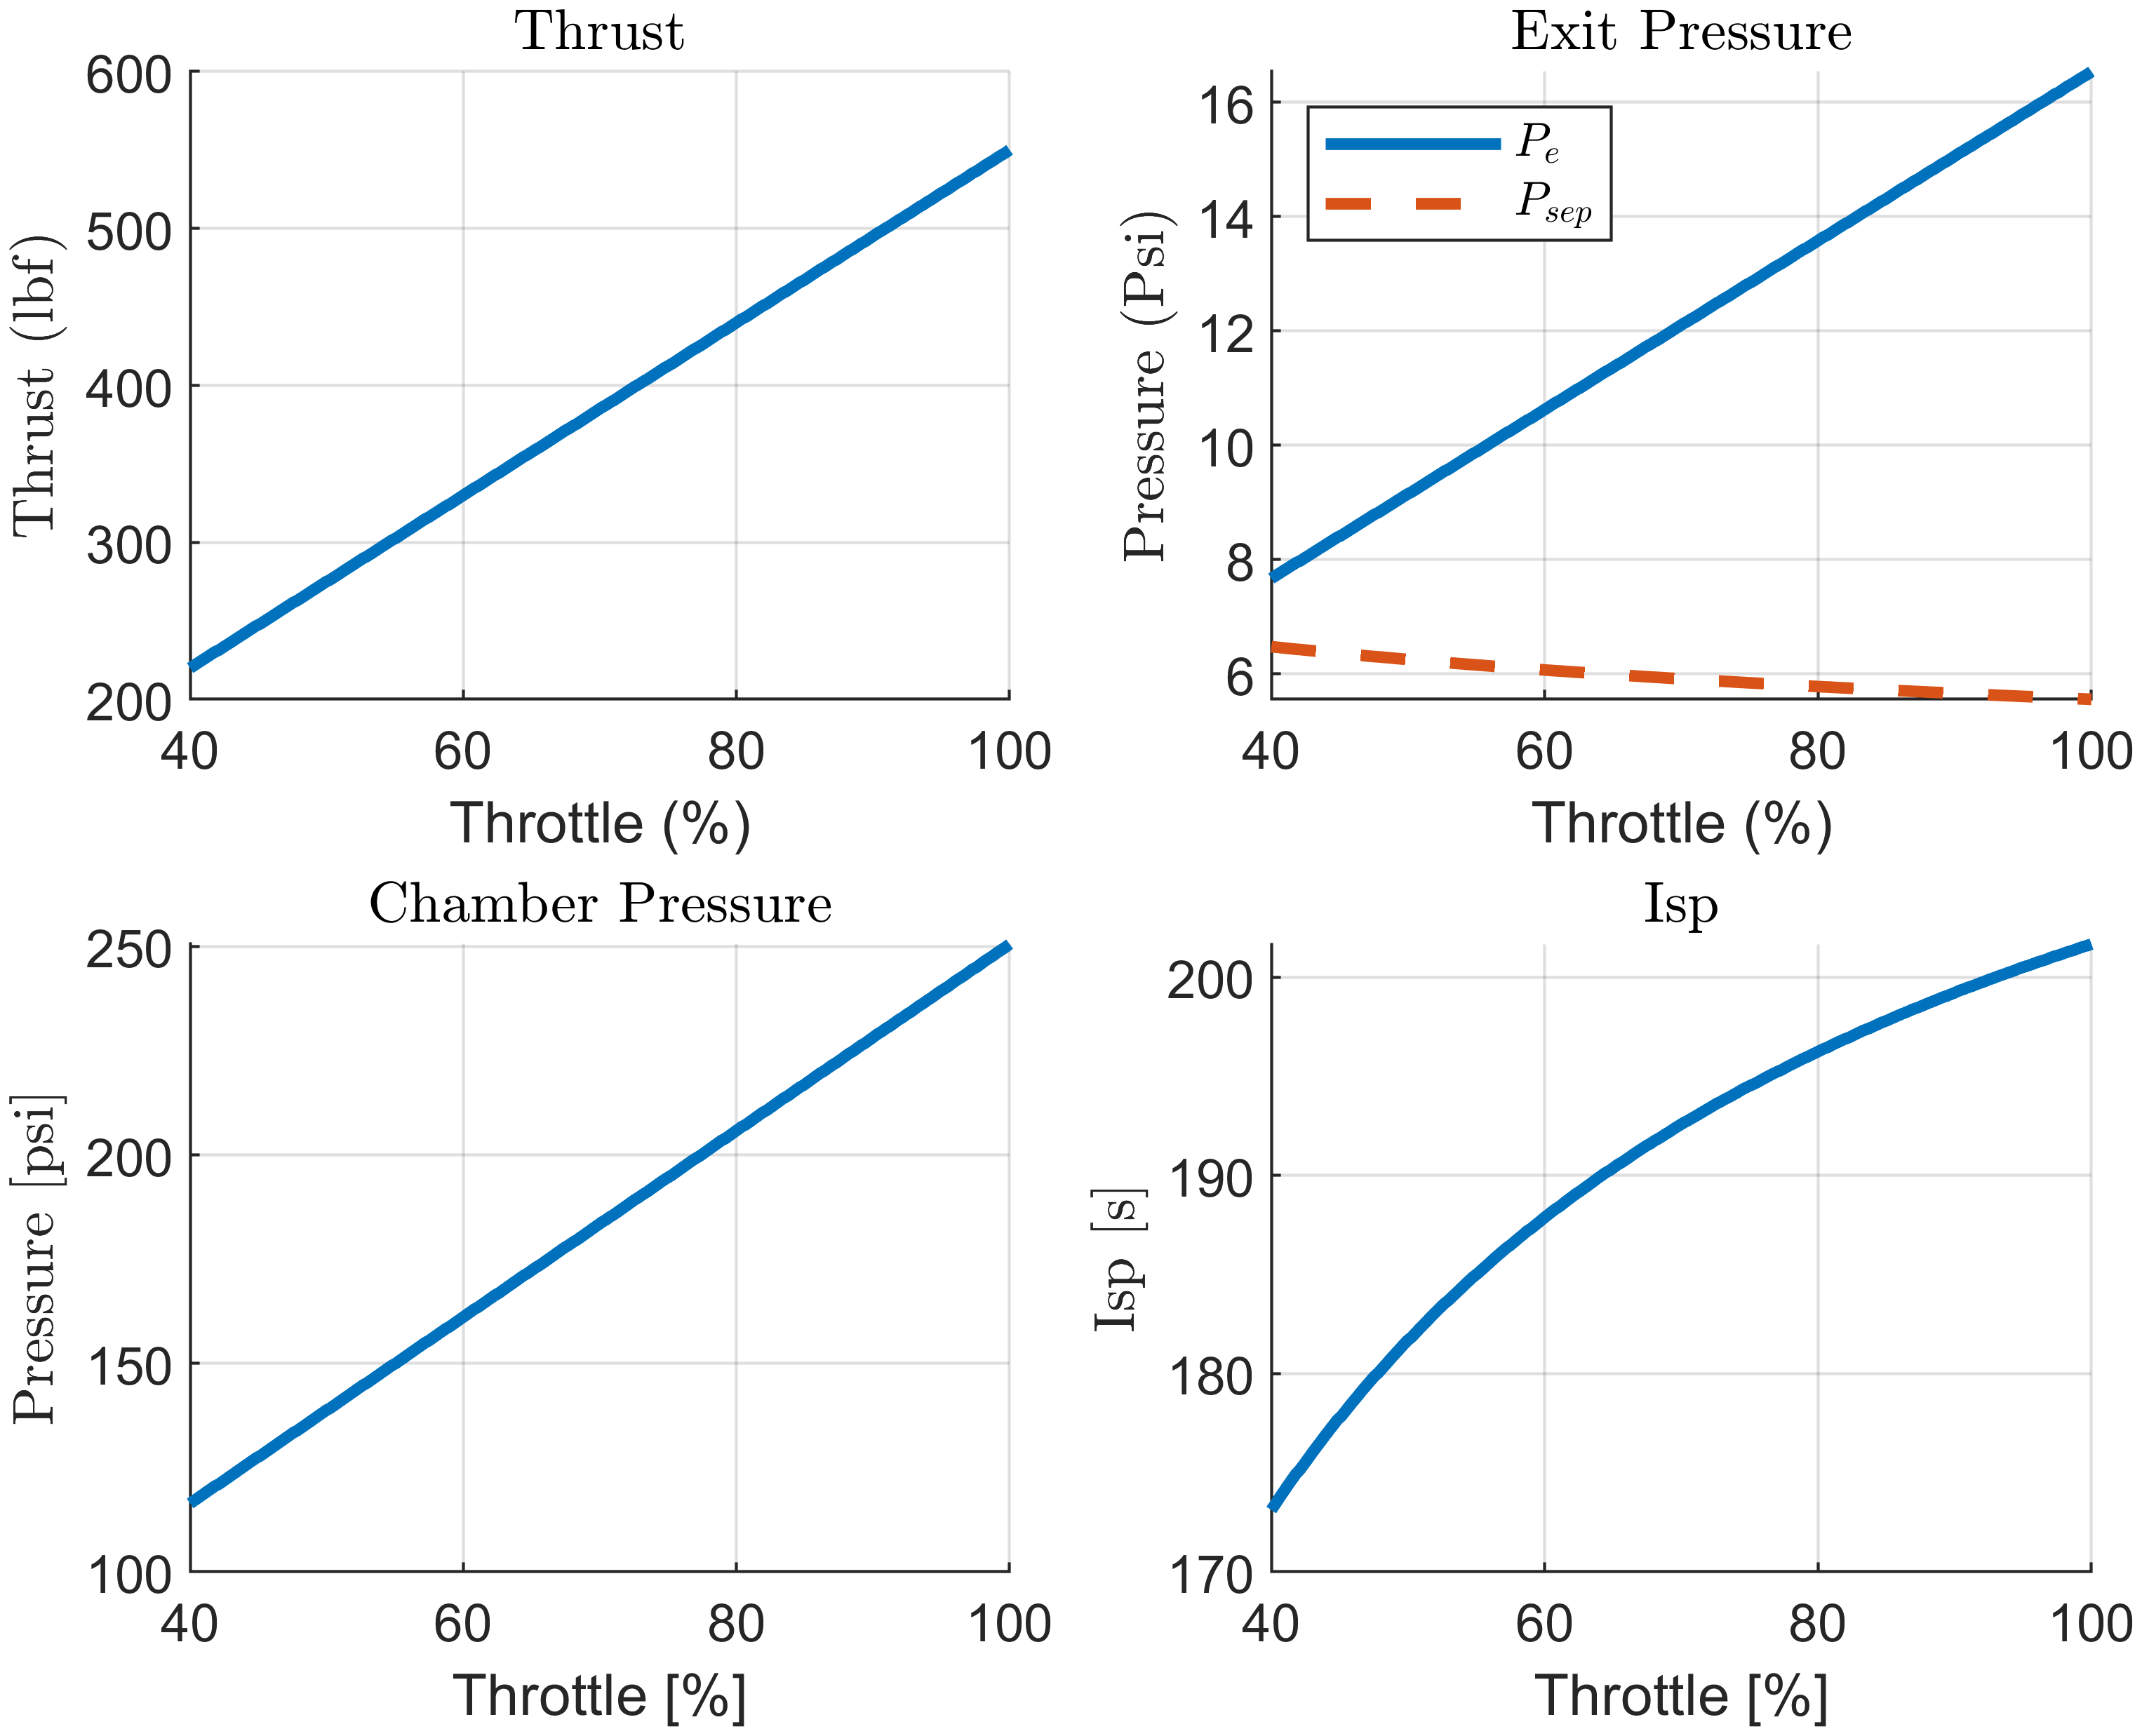 Thrust
600
500
400
300
200
Thrust (lbf)
40 60 80 100
Throttle (%)
Exit Pressure
16
14
12
10
8
6
Pressure (Psi)
P_e
P_sep
40 60 80 100
Throttle (%)
Chamber Pressure
250
200
150
100
Pressure [psi]
40 60 80 100
Throttle [%]
Isp
200
190
180
170
Isp [s]
40 60 80 100
Throttle [%]